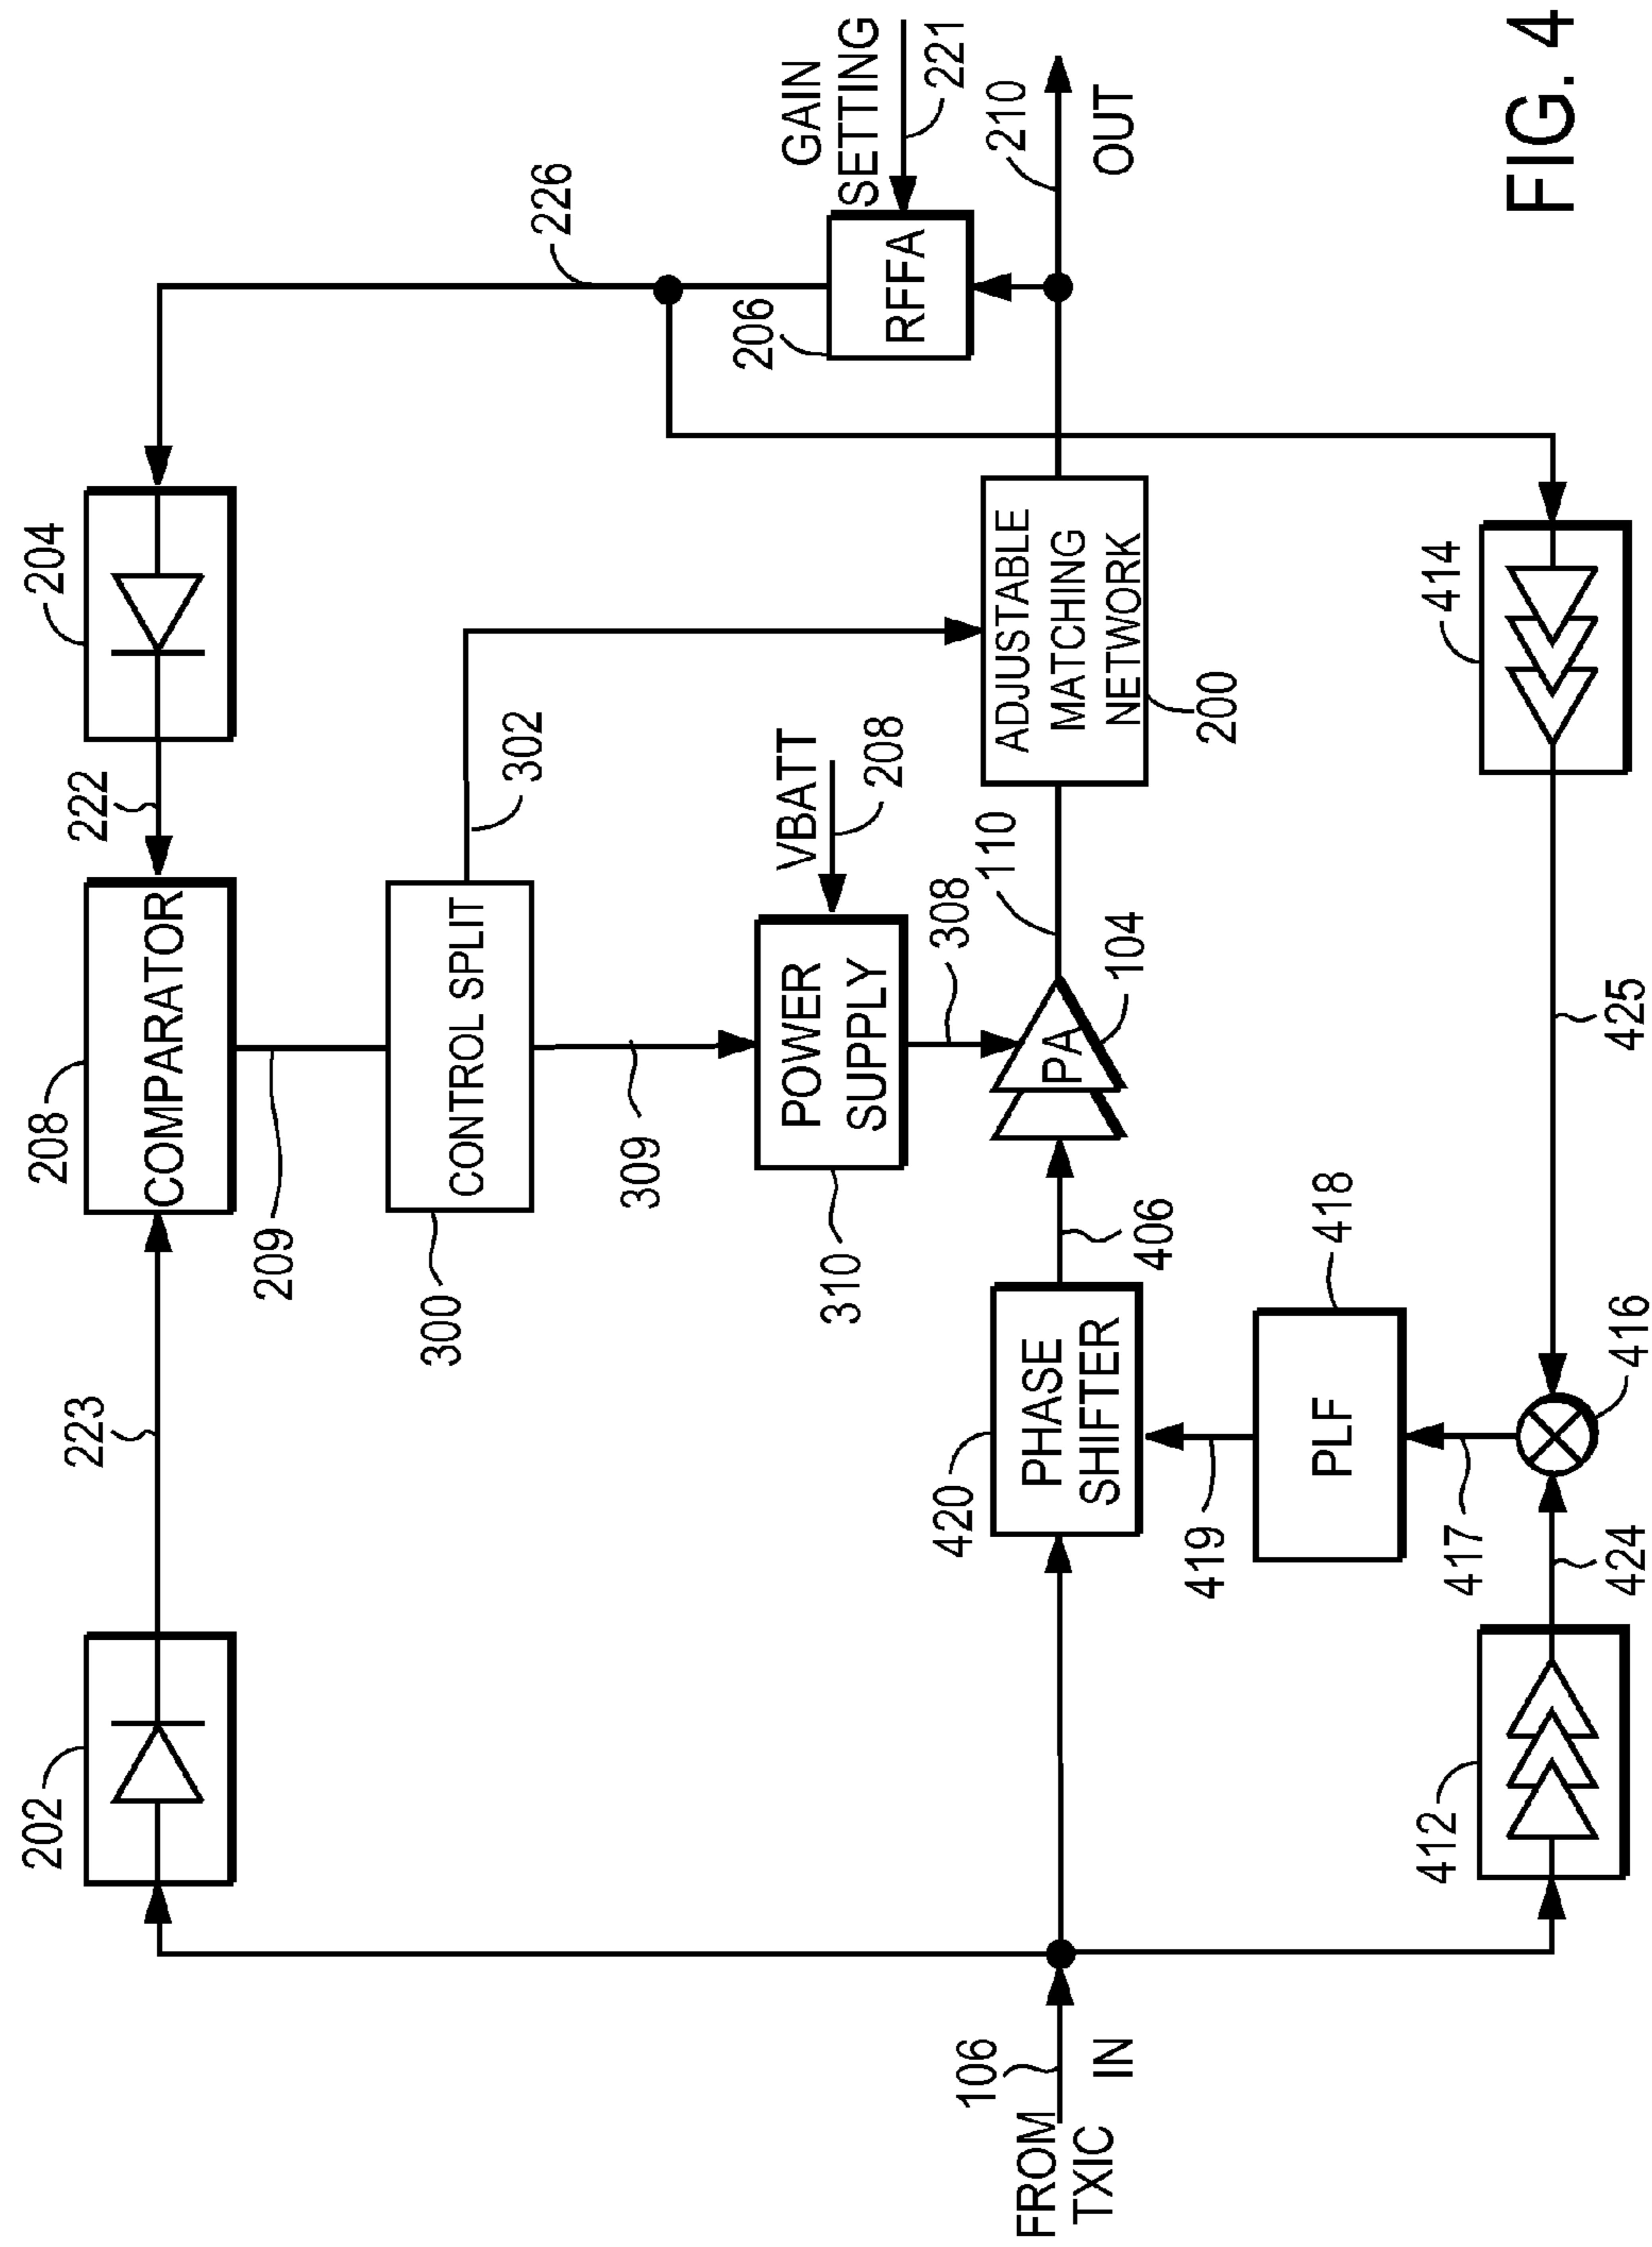 202
223
208
COMPARATOR
222
204
226
209
300
CONTROL SPLIT
302
309
310
POWER
SUPPLY
VBATT
208
308
206
RFFA
GAIN
SETTING
221
FROM
TXIC
106
IN
420
PHASE
SHIFTER
406
PA
104
110
ADJUSTABLE
MATCHING
NETWORK
200
210
OUT
419
PLF
418
417
412
424
416
425
414
FIG. 4